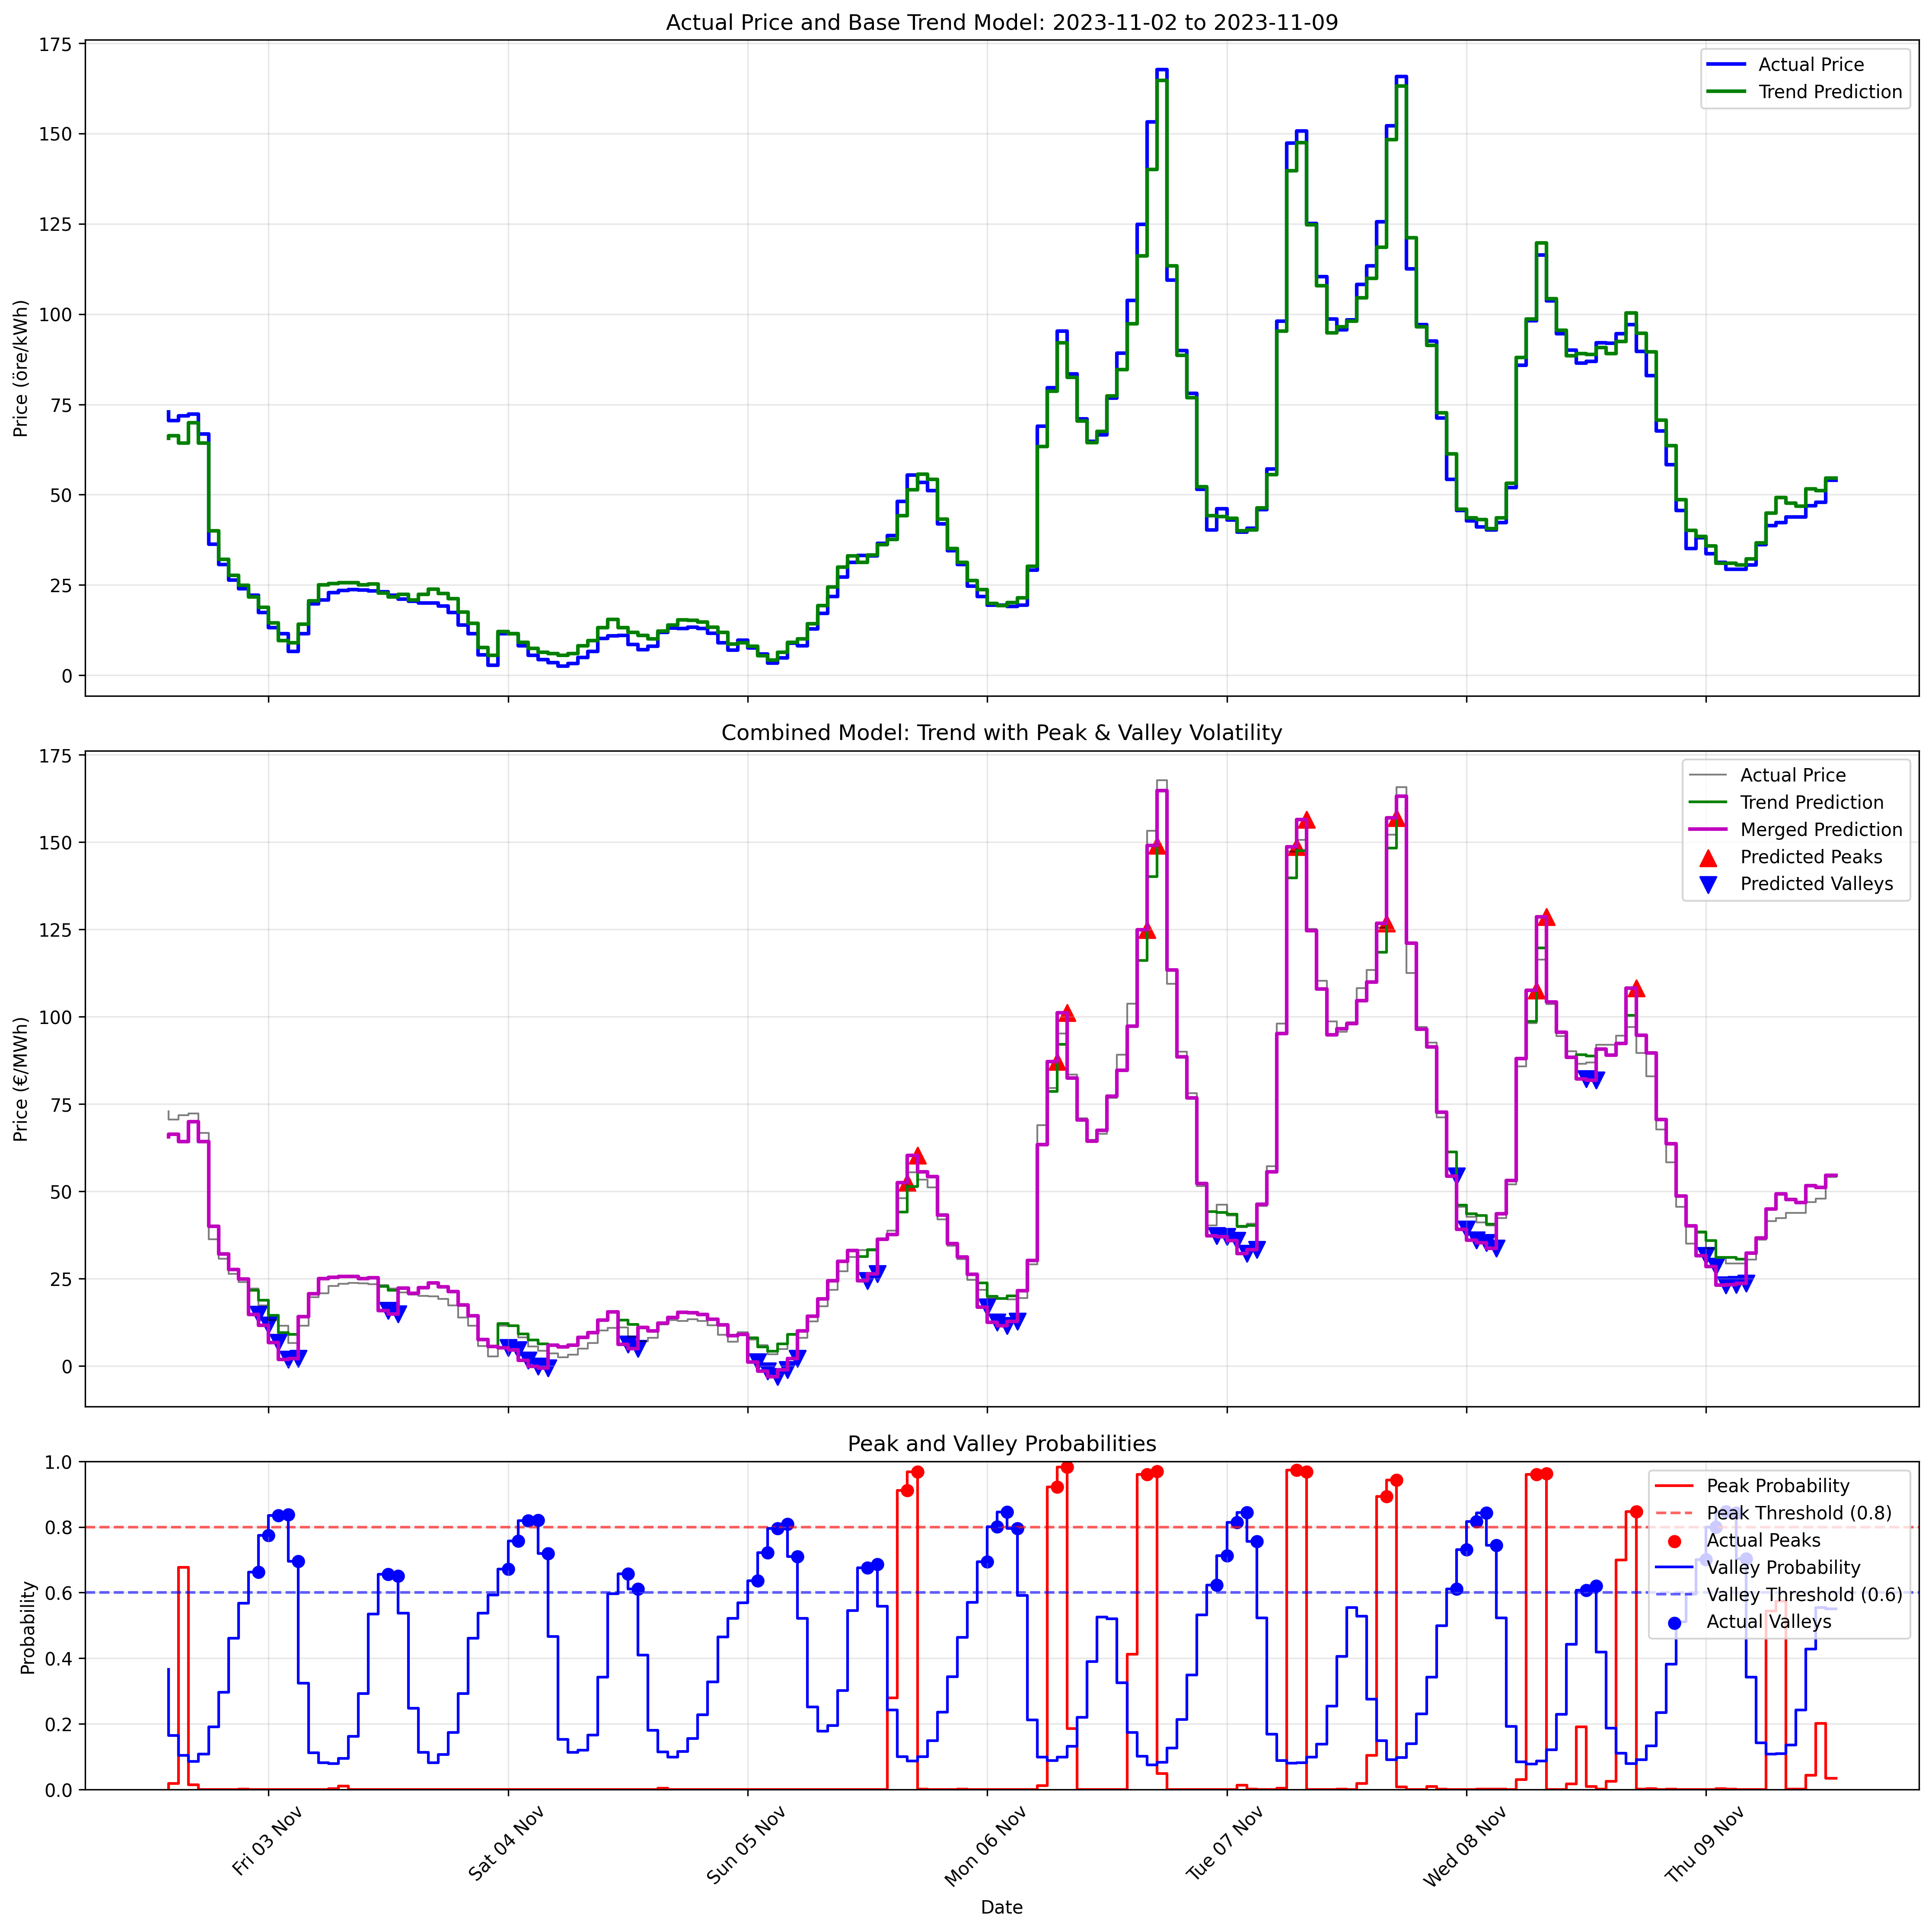 Actual Price and Base Trend Model: 2023-11-02 to 2023-11-09
175
150
125
100
75
50
25
0
Price (öre/kWh)
Actual Price
Trend Prediction
Combined Model: Trend with Peak & Valley Volatility
175
150
125
100
75
50
25
0
Price (€/MWh)
Actual Price
Trend Prediction
Merged Prediction
Predicted Peaks
Predicted Valleys
Peak and Valley Probabilities
1.0
0.8
0.6
0.4
0.2
0.0
Probability
Peak Probability
Peak Threshold (0.8)
Actual Peaks
Valley Probability
Valley Threshold (0.6)
Actual Valleys
Fri 03 Nov
Sat 04 Nov
Sun 05 Nov
Mon 06 Nov
Tue 07 Nov
Wed 08 Nov
Thu 09 Nov
Date